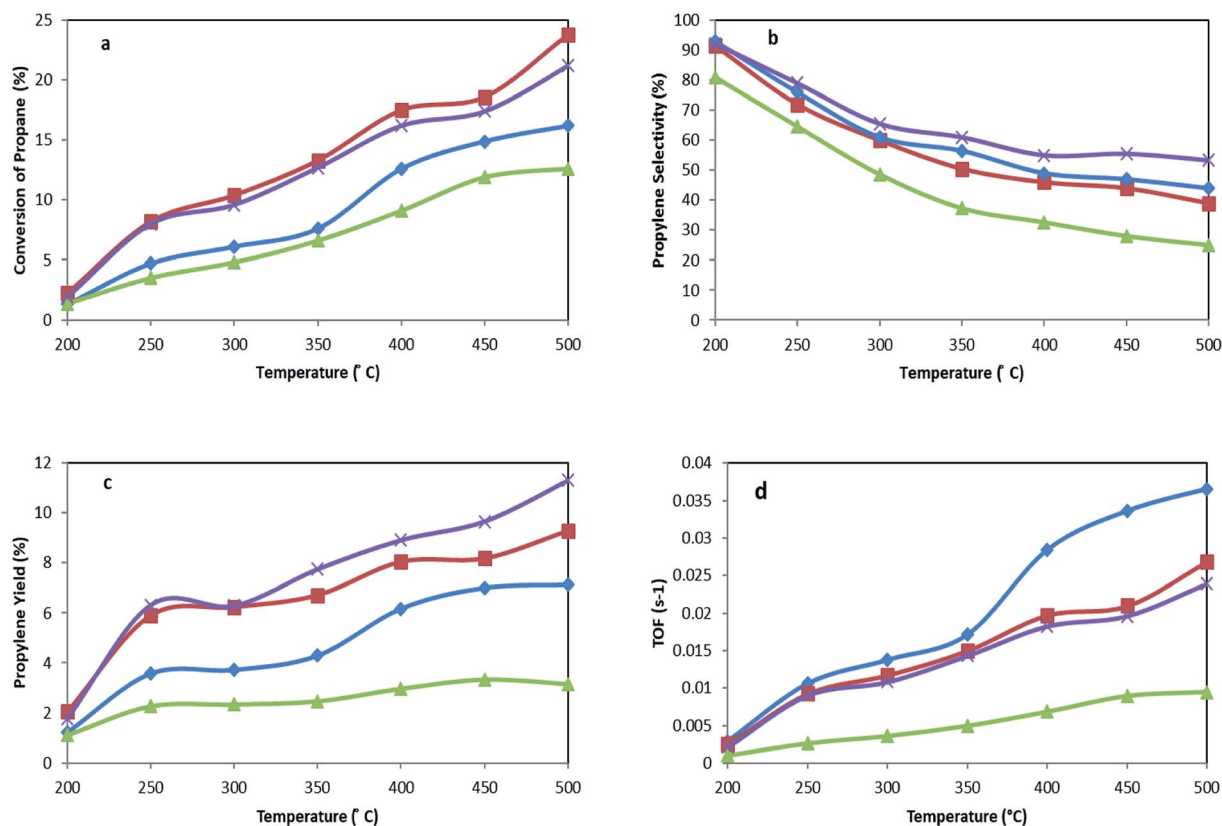 a
Conversion of Propane (%)
25
20
15
10
5
0
200 250 300 350 400 450 500
Temperature (° C)
b
Propylene Selectivity (%)
100
90
80
70
60
50
40
30
20
10
0
200 250 300 350 400 450 500
Temperature (° C)
c
Propylene Yield (%)
12
10
8
6
4
2
0
200 250 300 350 400 450 500
Temperature (° C)
d
TOF (s-1)
0.04
0.035
0.03
0.025
0.02
0.015
0.01
0.005
0
200 250 300 350 400 450 500
Temperature (°C)